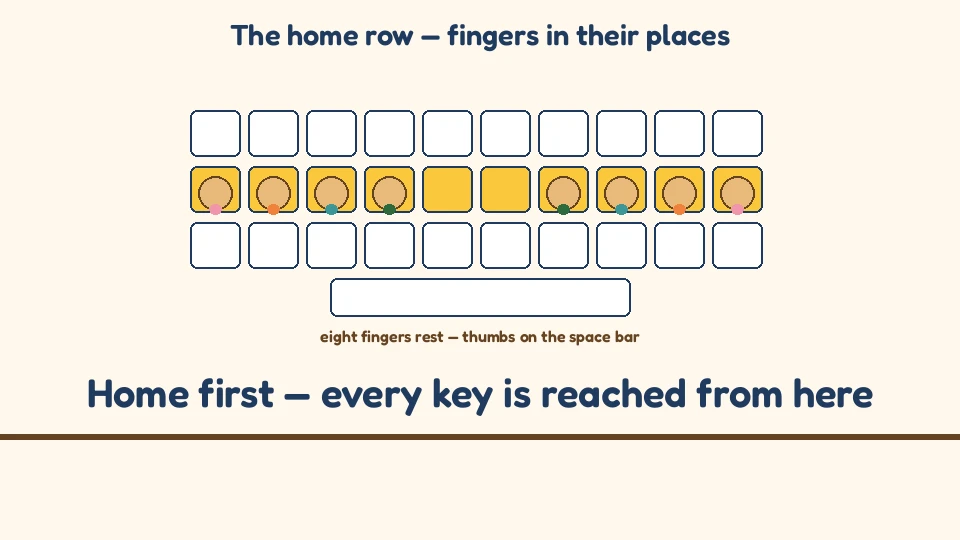 The home row — fingers in their places
eight fingers rest — thumbs on the space bar
Home first — every key is reached from here